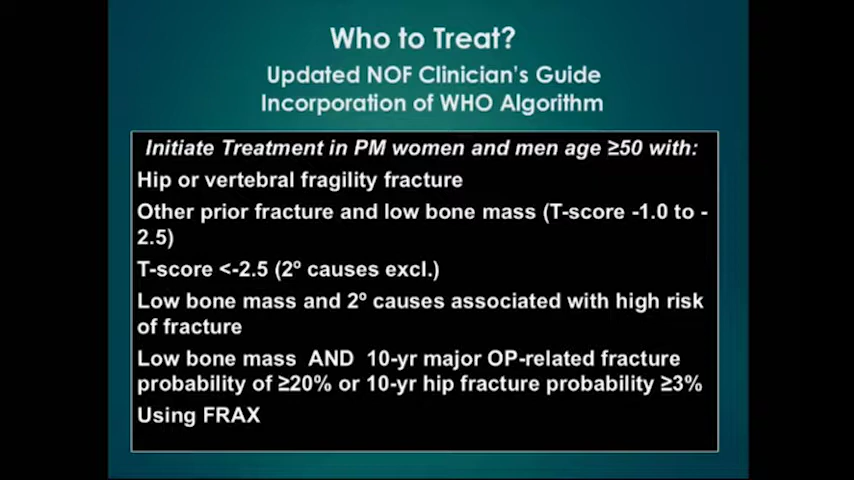 Who to Treat?
Updated NOF Clinician's Guide
Incorporation of WHO Algorithm
Initiate Treatment in PM women and men age ≥50 with:
Hip or vertebral fragility fracture
Other prior fracture and low bone mass (T-score -1.0 to -
2.5)
T-score <-2.5 (2º causes excl.)
Low bone mass and 2º causes associated with high risk
of fracture
Low bone mass AND 10-yr major OP-related fracture
probability of ≥20% or 10-yr hip fracture probability ≥3%
Using FRAX